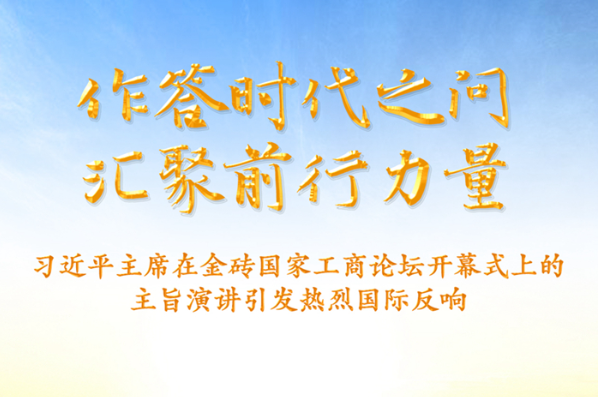 作答时代之问
汇聚前行力量
习近平主席在金砖国家工商论坛开幕式上的
主旨演讲引发热烈国际反响